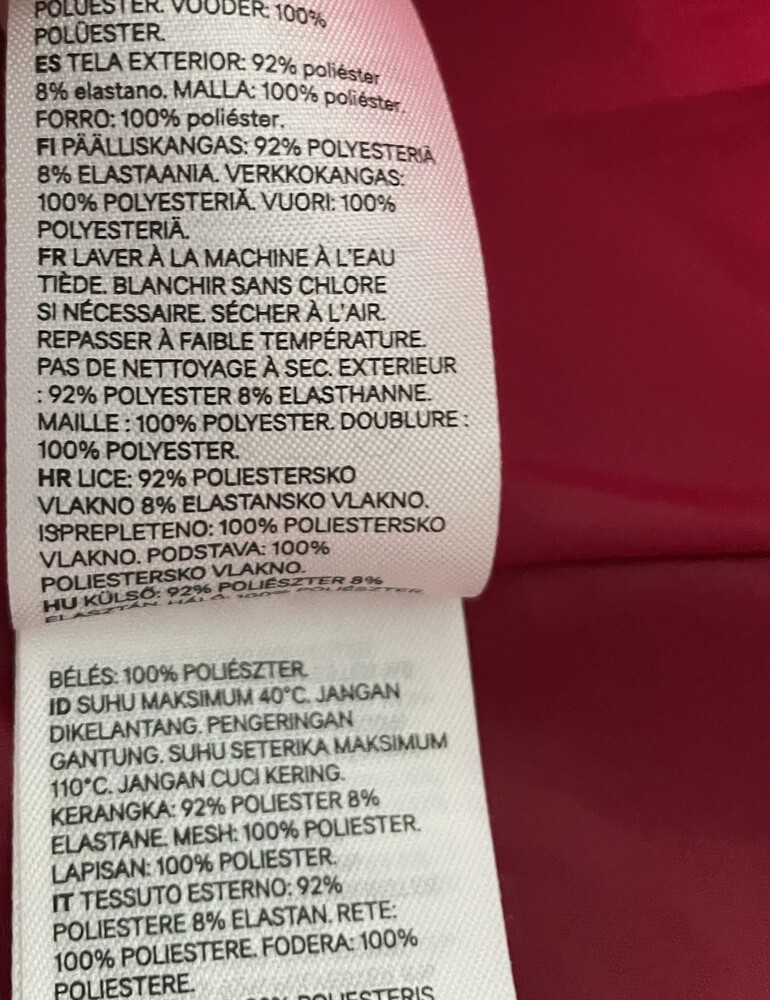 POLÜESTER. VOODER: 100%
POLÜESTER.
ES TELA EXTERIOR: 92% poliéster
8% elastano. MALLA: 100% poliéster.
FORRO: 100% poliéster.
FI PÄÄLLISKANGAS: 92% POLYESTERIÄ
8% ELASTAANIA. VERKKOKANGAS:
100% POLYESTERIÄ. VUORI: 100%
POLYESTERIÄ.
FR LAVER À LA MACHINE À L'EAU
TIÈDE. BLANCHIR SANS CHLORE
SI NÉCESSAIRE. SÉCHER À L'AIR.
REPASSER À FAIBLE TEMPÉRATURE.
PAS DE NETTOYAGE À SEC. EXTERIEUR
: 92% POLYESTER 8% ELASTHANNE.
MAILLE : 100% POLYESTER. DOUBLURE :
100% POLYESTER.
HR LICE: 92% POLIESTERSKO
VLAKNO 8% ELASTANSKO VLAKNO.
ISPREPLETENO: 100% POLIESTERSKO
VLAKNO. PODSTAVA: 100%
POLIESTERSKO VLAKNO.
HU KÜLSŐ: 92% POLIÉSZTER 8%
ELASZTÁN. HÁLÓ: 100% POLIÉSZTER
BÉLÉS: 100% POLIÉSZTER.
ID SUHU MAKSIMUM 40°C. JANGAN
DIKELANTANG. PENGERINGAN
GANTUNG. SUHU SETERIKA MAKSIMUM
110°C. JANGAN CUCI KERING.
KERANGKA: 92% POLIESTER 8%
ELASTANE. MESH: 100% POLIESTER.
LAPISAN: 100% POLIESTER.
IT TESSUTO ESTERNO: 92%
POLIESTERE 8% ELASTAN. RETE:
100% POLIESTERE. FODERA: 100%
POLIESTERE.
POLIESTERIS